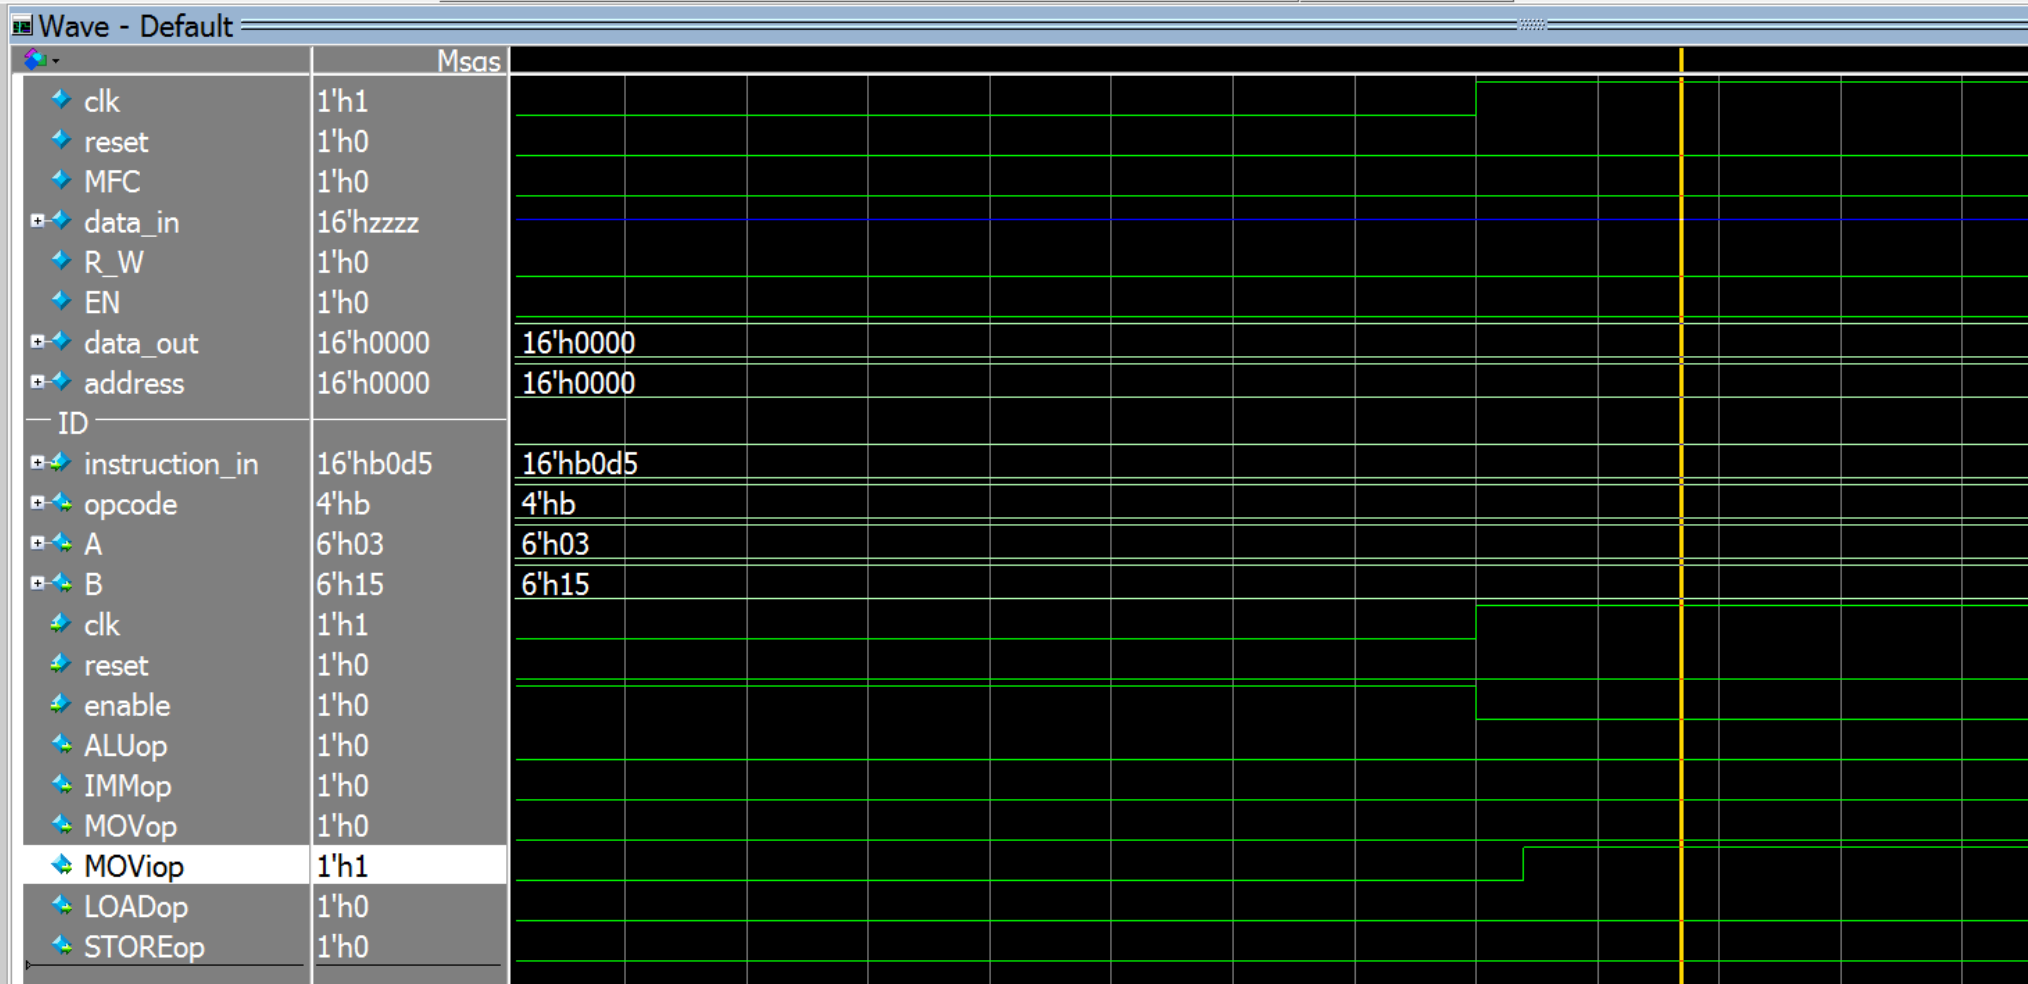 Wave - Default
Msgs
clk 1'h1
reset 1'h0
MFC 1'h0
data_in 16'hzzzz
R_W 1'h0
EN 1'h0
data_out 16'h0000 16'h0000
address 16'h0000 16'h0000
ID
instruction_in 16'hb0d5 16'hb0d5
opcode 4'hb 4'hb
A 6'h03 6'h03
B 6'h15 6'h15
clk 1'h1
reset 1'h0
enable 1'h0
ALUop 1'h0
IMMop 1'h0
MOVop 1'h0
MOViop 1'h1
LOADop 1'h0
STOREop 1'h0